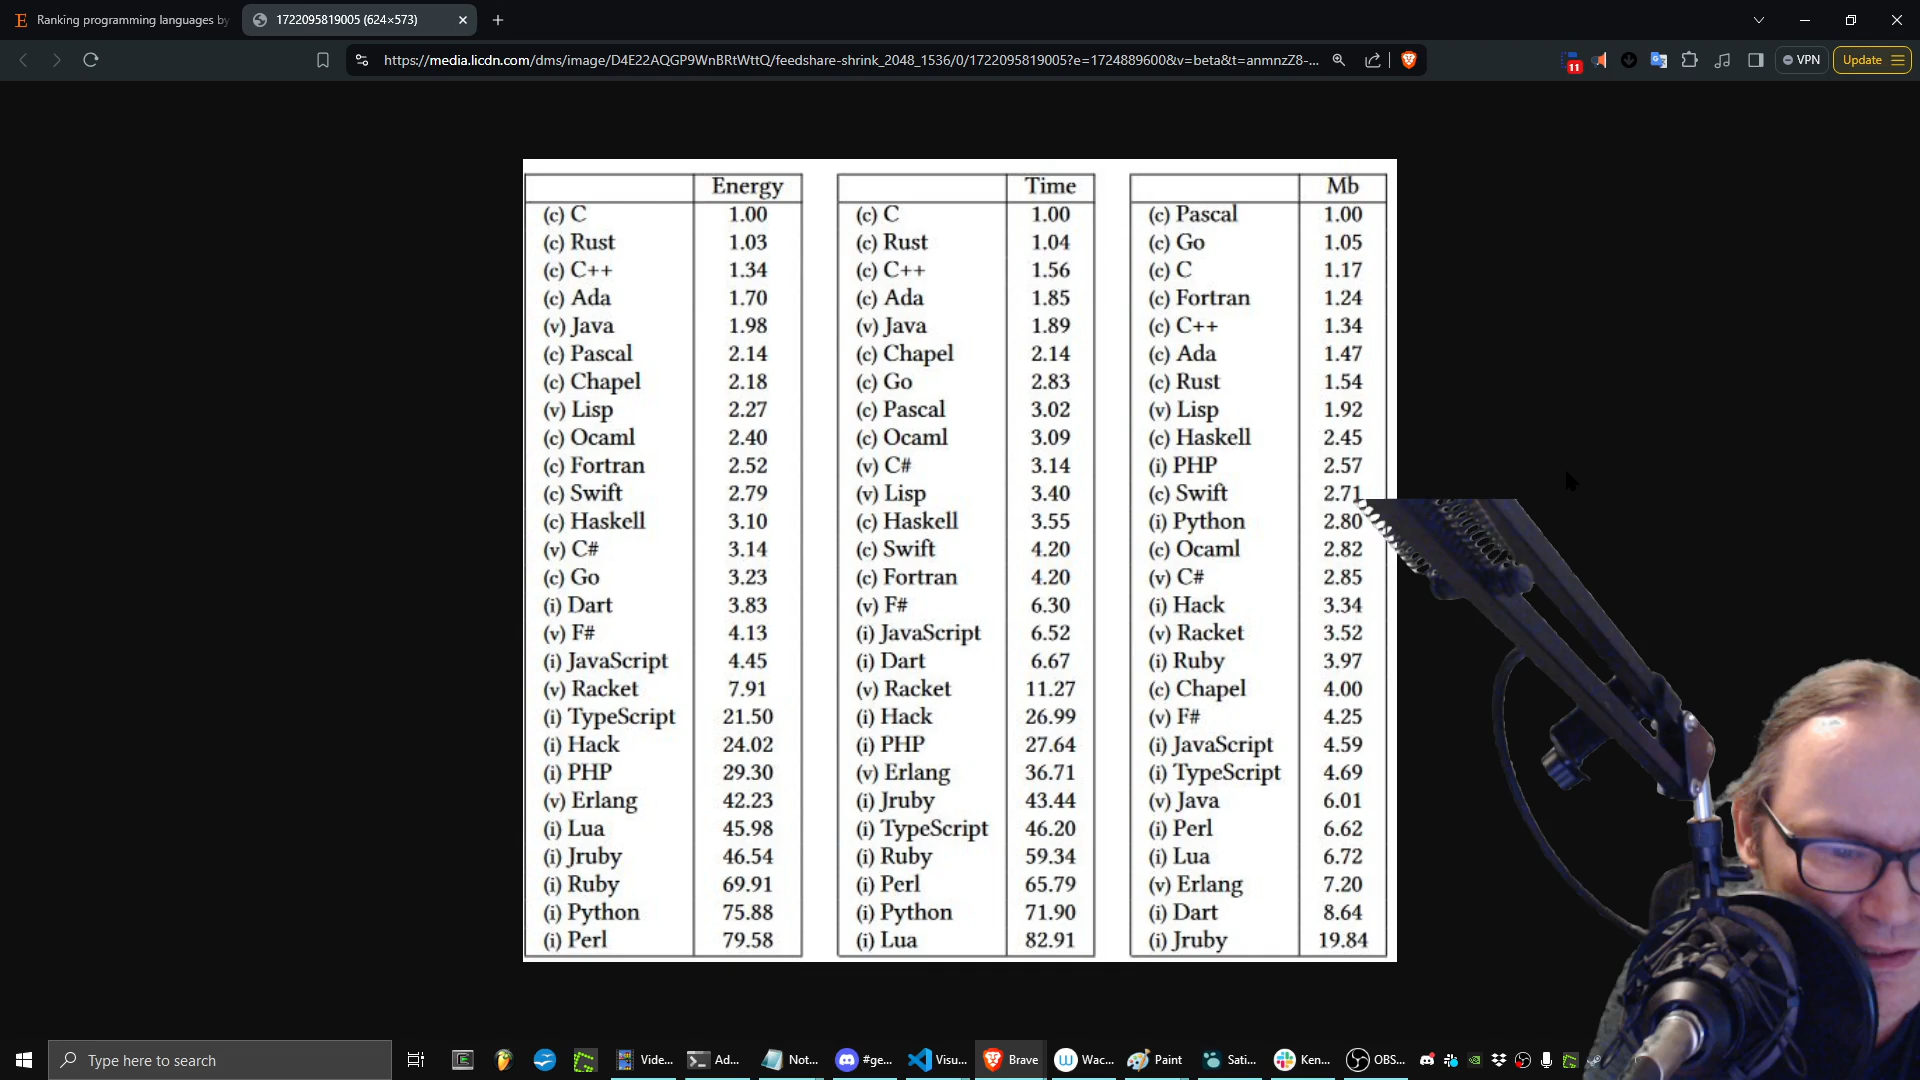 Ranking programming languages by
1722095819005 (624×573)
https://media.licdn.com/dms/image/D4E22AQGP9WnBRtWttQ/feedshare-shrink_2048_1536/0/1722095819005?e=1724889600&v=beta&t=anmnzZ8-...
11
VPN
Update
Energy
(c) C 1.00
(c) Rust 1.03
(c) C++ 1.34
(c) Ada 1.70
(v) Java 1.98
(c) Pascal 2.14
(c) Chapel 2.18
(v) Lisp 2.27
(c) Ocaml 2.40
(c) Fortran 2.52
(c) Swift 2.79
(c) Haskell 3.10
(v) C# 3.14
(c) Go 3.23
(i) Dart 3.83
(v) F# 4.13
(i) JavaScript 4.45
(v) Racket 7.91
(i) TypeScript 21.50
(i) Hack 24.02
(i) PHP 29.30
(v) Erlang 42.23
(i) Lua 45.98
(i) Jruby 46.54
(i) Ruby 69.91
(i) Python 75.88
(i) Perl 79.58
Time
(c) C 1.00
(c) Rust 1.04
(c) C++ 1.56
(c) Ada 1.85
(v) Java 1.89
(c) Chapel 2.14
(c) Go 2.83
(c) Pascal 3.02
(c) Ocaml 3.09
(v) C# 3.14
(v) Lisp 3.40
(c) Haskell 3.55
(c) Swift 4.20
(c) Fortran 4.20
(v) F# 6.30
(i) JavaScript 6.52
(i) Dart 6.67
(v) Racket 11.27
(i) Hack 26.99
(i) PHP 27.64
(v) Erlang 36.71
(i) Jruby 43.44
(i) TypeScript 46.20
(i) Ruby 59.34
(i) Perl 65.79
(i) Python 71.90
(i) Lua 82.91
Mb
(c) Pascal 1.00
(c) Go 1.05
(c) C 1.17
(c) Fortran 1.24
(c) C++ 1.34
(c) Ada 1.47
(c) Rust 1.54
(v) Lisp 1.92
(c) Haskell 2.45
(i) PHP 2.57
(c) Swift 2.71
(i) Python 2.80
(c) Ocaml 2.82
(v) C# 2.85
(i) Hack 3.34
(v) Racket 3.52
(i) Ruby 3.97
(c) Chapel 4.00
(v) F# 4.25
(i) JavaScript 4.59
(i) TypeScript 4.69
(v) Java 6.01
(i) Perl 6.62
(i) Lua 6.72
(v) Erlang 7.20
(i) Dart 8.64
(i) Jruby 19.84
Type here to search
Vide...
Ad...
Not...
#ge...
Visu...
Brave
Wac...
Paint
Sati...
Ken...
OBS...